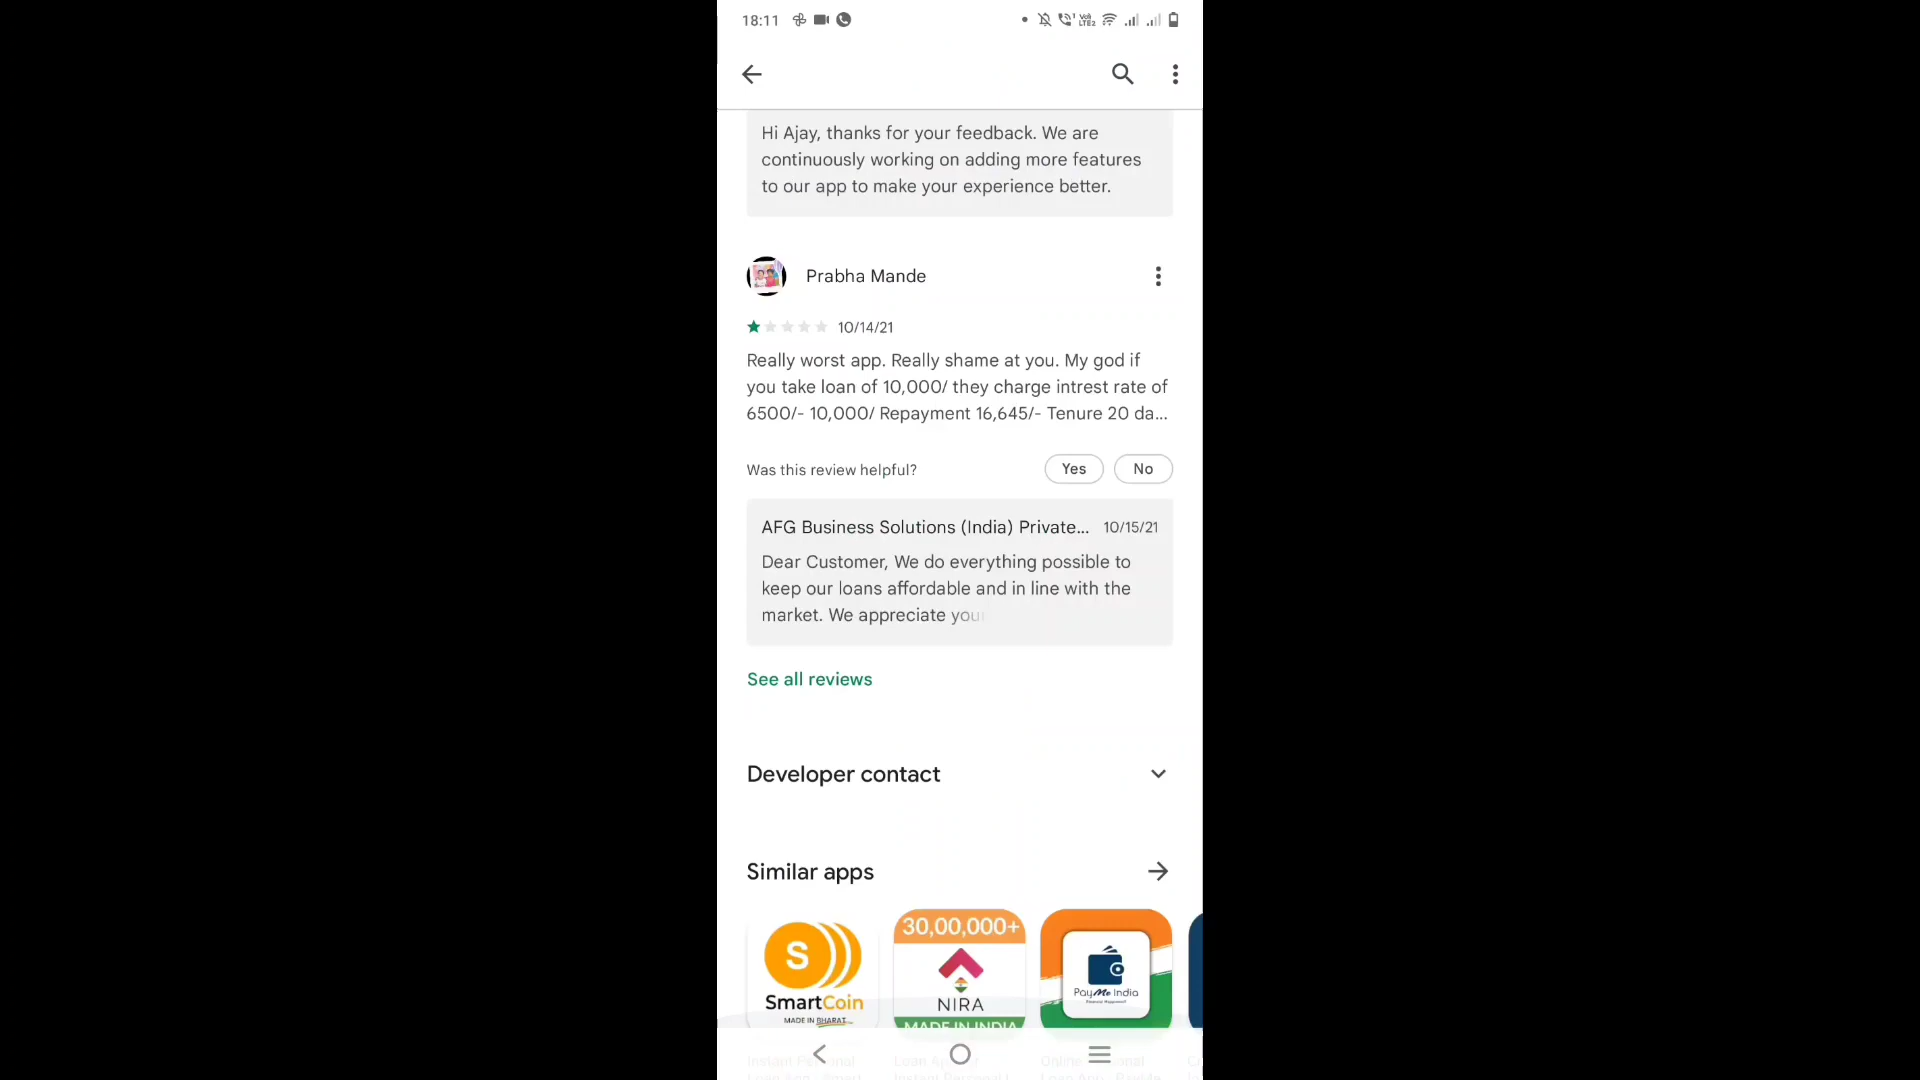 18:11
Hi Ajay, thanks for your feedback. We are
continuously working on adding more features
to our app to make your experience better.
Prabha Mande
10/14/21
Really worst app. Really shame at you. My god if
you take loan of 10,000/ they charge intrest rate of
6500/- 10,000/ Repayment 16,645/- Tenure 20 da...
Was this review helpful?
Yes
No
AFG Business Solutions (India) Private...
10/15/21
Dear Customer, We do everything possible to
keep our loans affordable and in line with the
market. We appreciate your
See all reviews
Developer contact
Similar apps
S
SmartCoin
MADE IN BHARAT
30,00,000+
NIRA
MADE IN INDIA
PayMe India